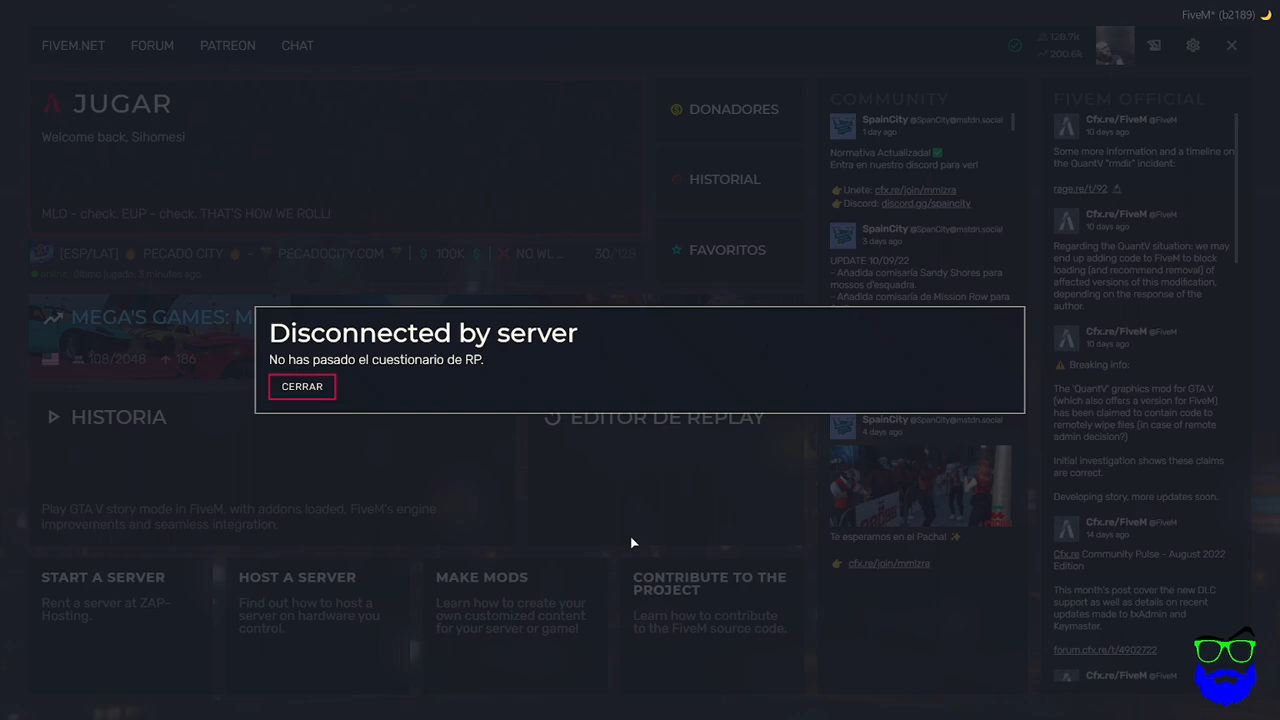 FiveM* (b2189)
FIVEM.NET FORUM PATREON CHAT
128.7k
200.6k
JUGAR
Welcome back, Sihomesi
MLO - check. EUP - check. THAT'S HOW WE ROLL!
[ESP/LAT] PECADO CITY - PECADOCITY.COM | $ 100K $ | NO WL ... 30/128
online Último jugado: 3 minutes ago.
MEGA'S GAMES: M
108/2048 186
DONADORES
HISTORIAL
FAVORITOS
Disconnected by server
No has pasado el cuestionario de RP.
CERRAR
HISTORIA
Play GTA V story mode in FiveM, with addons loaded, FiveM's engine
improvements and seamless integration.
EDITOR DE REPLAY
START A SERVER
Rent a server at ZAP-
Hosting.
HOST A SERVER
Find out how to host a
server on hardware you
control.
MAKE MODS
Learn how to create your
own customized content
for your server or game!
CONTRIBUTE TO THE
PROJECT
Learn how to contribute
to the FiveM source code.
COMMUNITY
SpainCity @SpanCity@mstdn.social
1 day ago
Normativa Actualizada!✅
Entra en nuestro discord para ver!
👉Unete: cfx.re/join/mmlzra
👉Discord: discord.gg/spaincity
SpainCity @SpanCity@mstdn.social
3 days ago
UPDATE 10/09/22
- Añadida comisaría Sandy Shores para
mossos d'esquadra.
- Añadida comisaría de Mission Row para
SpainCity @SpanCity@mstdn.social
4 days ago
Te esperamos en el Pacha! ✨
👉 cfx.re/join/mmlzra
FIVEM OFFICIAL
Cfx.re/FiveM @FiveM
10 days ago
Some more information and a timeline on
the QuantV "rmdir" incident:
rage.re/t/92
Cfx.re/FiveM @FiveM
10 days ago
Regarding the QuantV situation: we may
end up adding code to FiveM to block
loading (and recommend removal) of
affected versions of this modification,
depending on the response of the
author.
Cfx.re/FiveM @FiveM
10 days ago
⚠ Breaking info:
The 'QuantV' graphics mod for GTA V
(which also offers a version for FiveM)
has been claimed to contain code to
remotely wipe files (in case of remote
admin decision?)
Initial investigation shows these claims
are correct.
Developing story, more updates soon.
Cfx.re/FiveM @FiveM
14 days ago
Cfx.re Community Pulse - August 2022
Edition
This month's post cover the new DLC
support as well as details on recent
updates made to txAdmin and
Keymaster.
forum.cfx.re/t/4902722
Cfx.re/FiveM @FiveM